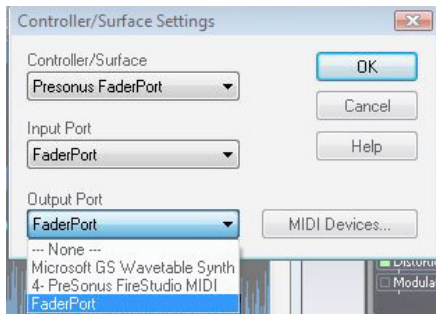 Controller/Surface Settings
Controller/Surface
Presonus FaderPort
OK
Cancel
Input Port
FaderPort
Help
Output Port
FaderPort
MIDI Devices...
--- None ---
Microsoft GS Wavetable Synth
4- PreSonus FireStudio MIDI
FaderPort